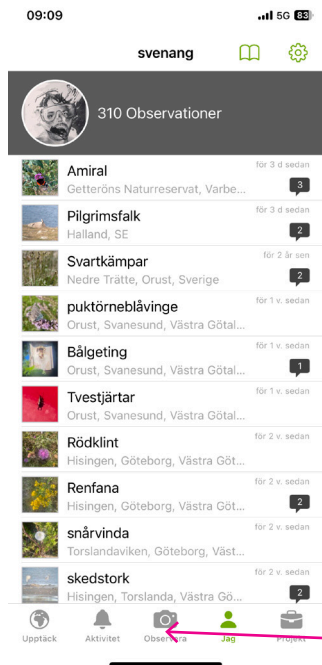 09:09
5G 83
svenang
310 Observationer
Amiral
för 3 d sedan
Getteröns Naturreservat, Varbe...
3
Pilgrimsfalk
för 3 d sedan
Halland, SE
2
Svartkämpar
för 2 år sen
Nedre Trätte, Orust, Sverige
2
puktörneblåvinge
för 1 v. sedan
Orust, Svanesund, Västra Götal...
2
Bålgeting
för 1 v. sedan
Orust, Svanesund, Västra Götal...
1
Tvestjärtar
för 1 v. sedan
Orust, Svanesund, Västra Götal...
Rödklint
för 2 v. sedan
Hisingen, Göteborg, Västra Göt...
Renfana
för 2 v. sedan
Hisingen, Göteborg, Västra Göt...
2
snårvinda
för 2 v. sedan
Torslandaviken, Göteborg, Väst...
skedstork
för 2 v. sedan
Hisingen, Torslanda, Västra Gö...
2
Upptäck Aktivitet Observera Jag Projekt